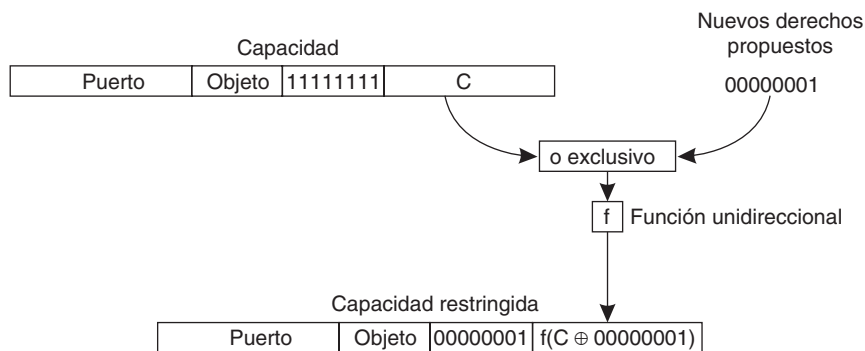 Nuevos derechos
propuestos
Capacidad
Puerto Objeto 11111111 C
00000001
o exclusivo
f Función unidireccional
Capacidad restringida
Puerto Objeto 00000001 f(C ⊕ 00000001)